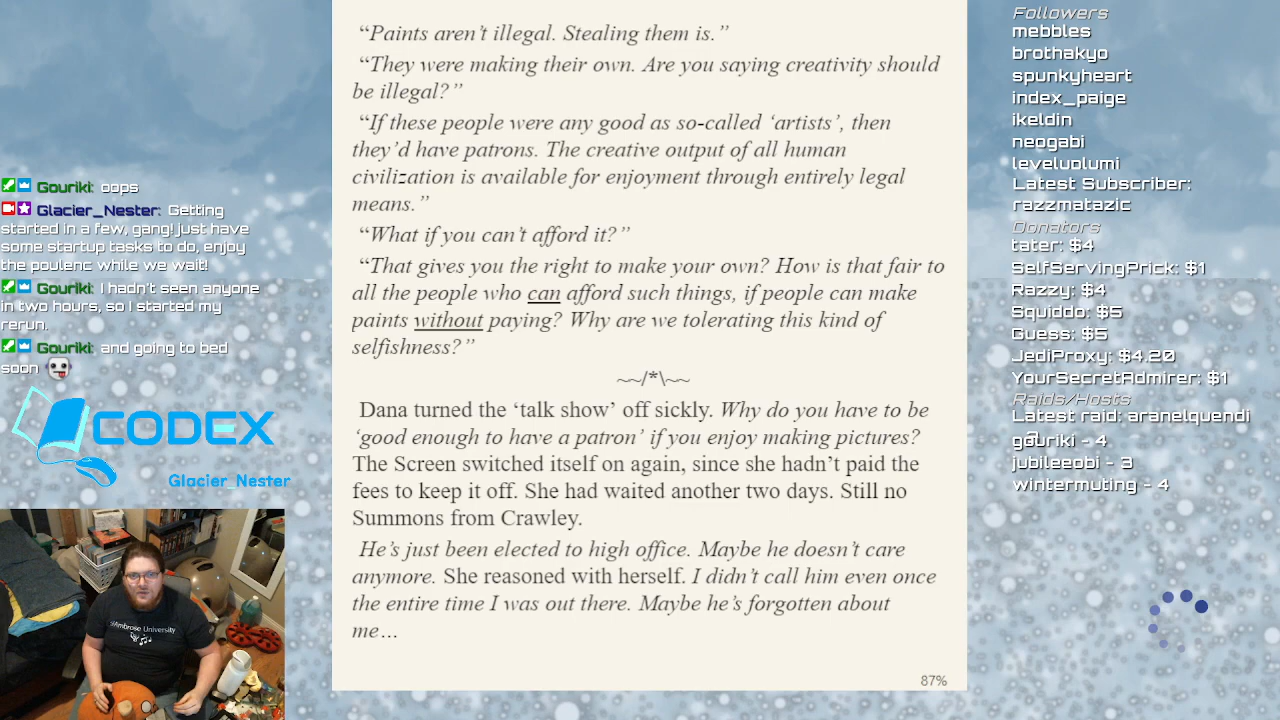 “Paints aren’t illegal. Stealing them is.”
“They were making their own. Are you saying creativity should
be illegal?”
“If these people were any good as so-called ‘artists’, then
they’d have patrons. The creative output of all human
civilization is available for enjoyment through entirely legal
means.”
“What if you can’t afford it?”
“That gives you the right to make your own? How is that fair to
all the people who can afford such things, if people can make
paints without paying? Why are we tolerating this kind of
selfishness?”
~~/*\~~
Dana turned the ‘talk show’ off sickly. Why do you have to be
‘good enough to have a patron’ if you enjoy making pictures?
The Screen switched itself on again, since she hadn’t paid the
fees to keep it off. She had waited another two days. Still no
Summons from Crawley.
He’s just been elected to high office. Maybe he doesn’t care
anymore. She reasoned with herself. I didn’t call him even once
the entire time I was out there. Maybe he’s forgotten about
me…
87%
Gouriki: oops
Glacier_Nester: Getting
started in a few, gang! just have
some startup tasks to do, enjoy
the poulenc while we wait!
Gouriki: I hadn't seen anyone
in two hours, so I started my
rerun.
Gouriki: and going to bed
soon
CODEX
Glacier_Nester
Ambrose University
Followers
mebbles
brothakyo
spunkyheart
index_paige
ikeldin
neogabi
leveluplumi
Latest Subscriber:
razzmatazic
Donators
tater: $4
SelfServingPrick: $1
Razzy: $4
Squiddo: $5
Guess: $5
JediProxy: $4.20
YourSecretAdmirer: $1
Raids/Hosts
Latest raid: aranelquendi
gouriki - 4
jubileeobi - 3
wintermuting - 4